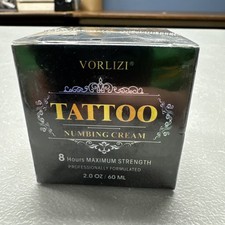 VORLIZI®
TATTOO
NUMBING CREAM
8 Hours MAXIMUM STRENGTH
PROFESSIONALLY FORMULATED
2.0 OZ / 60 ML